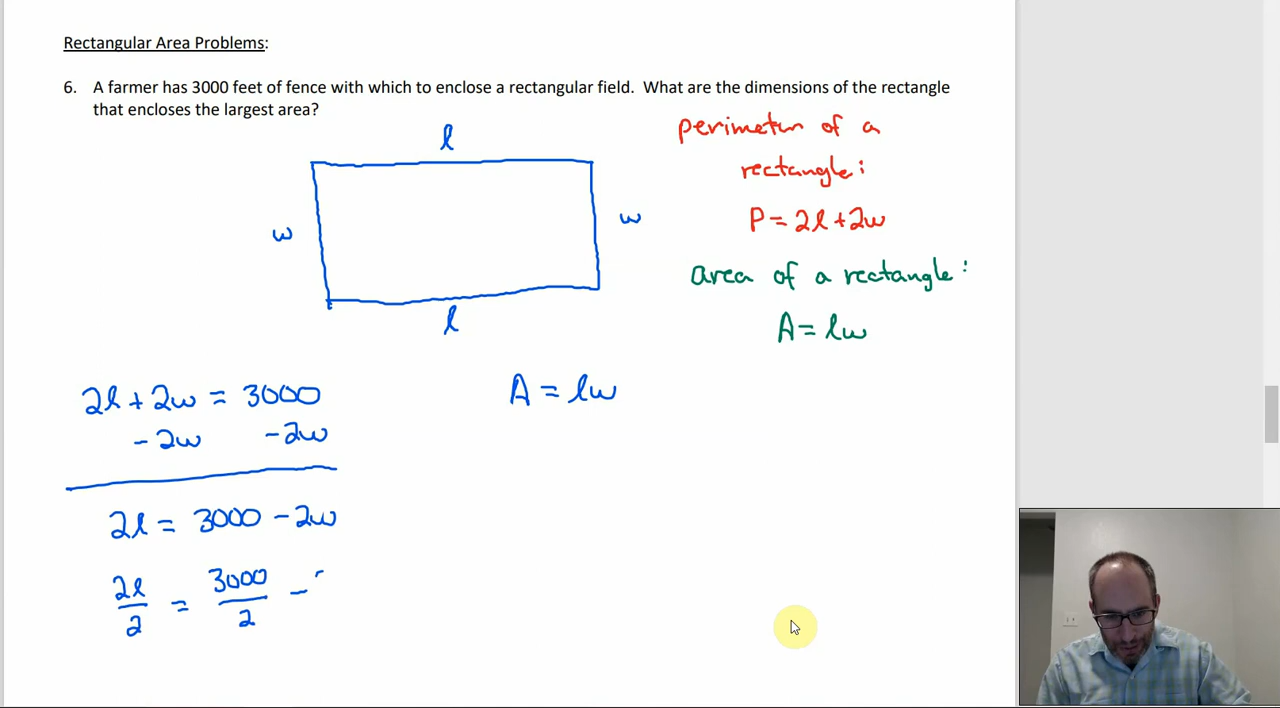 Rectangular Area Problems:
6. A farmer has 3000 feet of fence with which to enclose a rectangular field. What are the dimensions of the rectangle
that encloses the largest area?
perimeter of a
rectangle:
P = 2l + 2w
area of a rectangle:
A = lw
l
w
w
l
2l + 2w = 3000
- 2w - 2w
2l = 3000 - 2w
2l/2 = 3000/2 -
A = lw